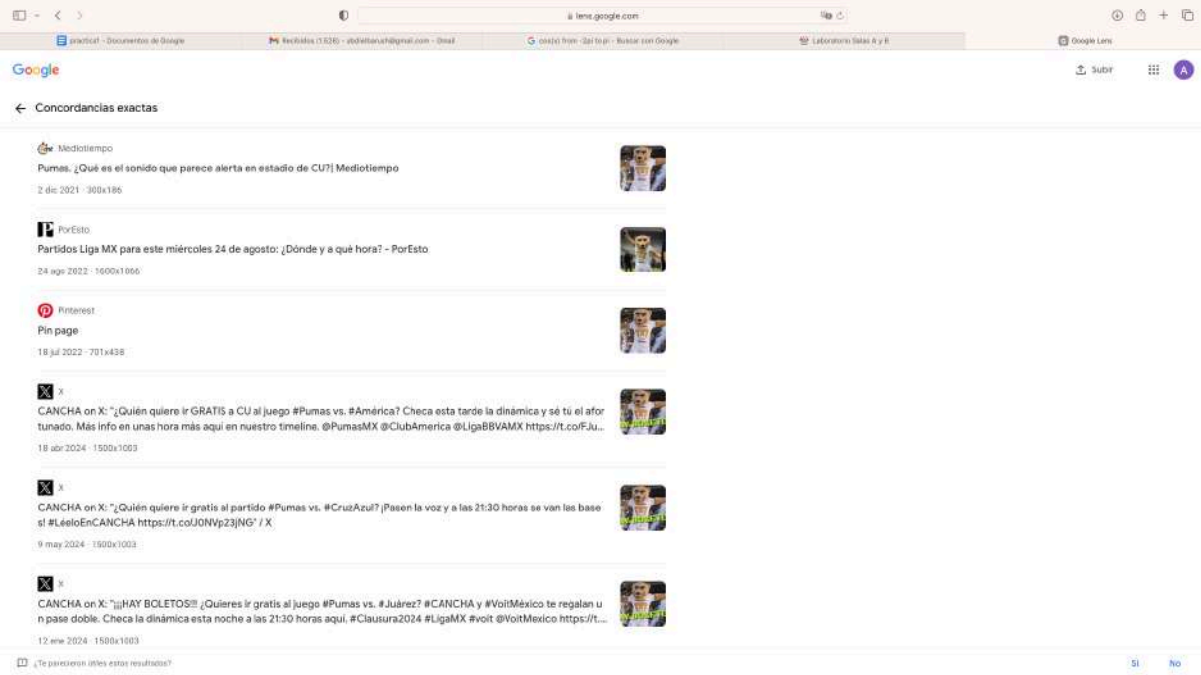 lens.google.com
practica1 - Documentos de Google
Google
cos(x) from -2pi to pi - Buscar con Google
Laboratorio Salas A y B
Google Lens
Google
Subir
A
Concordancias exactas
Mediotiempo
Pumas. ¿Qué es el sonido que parece alerta en estadio de CU?| Mediotiempo
2 dic 2021 · 300x186
PorEsto
Partidos Liga MX para este miércoles 24 de agosto: ¿Dónde y a qué hora? - PorEsto
24 ago 2022 · 1600x1066
Pinterest
Pin page
18 jul 2022 · 701x438
X
CANCHA on X: "¿Quién quiere ir GRATIS a CU al juego #Pumas vs. #América? Checa esta tarde la dinámica y sé tú el afor
tunado. Más info en unas hora más aquí en nuestro timeline. @PumasMX @ClubAmerica @LigaBBVAMX https://t.co/FJu...
18 abr 2024 · 1500x1003
X
CANCHA on X: "¿Quién quiere ir gratis al partido #Pumas vs. #CruzAzul? ¡Pasen la voz y a las 21:30 horas se van las base
s! #LéeloEnCANCHA https://t.co/J0NVp23jNG" / X
9 may 2024 · 1500x1003
X
CANCHA on X: "¡¡¡HAY BOLETOS!!! ¿Quieres ir gratis al juego #Pumas vs. #Juárez? #CANCHA y #VoitMéxico te regalan u
n pase doble. Checa la dinámica esta noche a las 21:30 horas aquí. #Clausura2024 #LigaMX #voit @VoitMexico https://t....
12 ene 2024 · 1500x1003
¿Te parecieron útiles estos resultados?
Sí
No